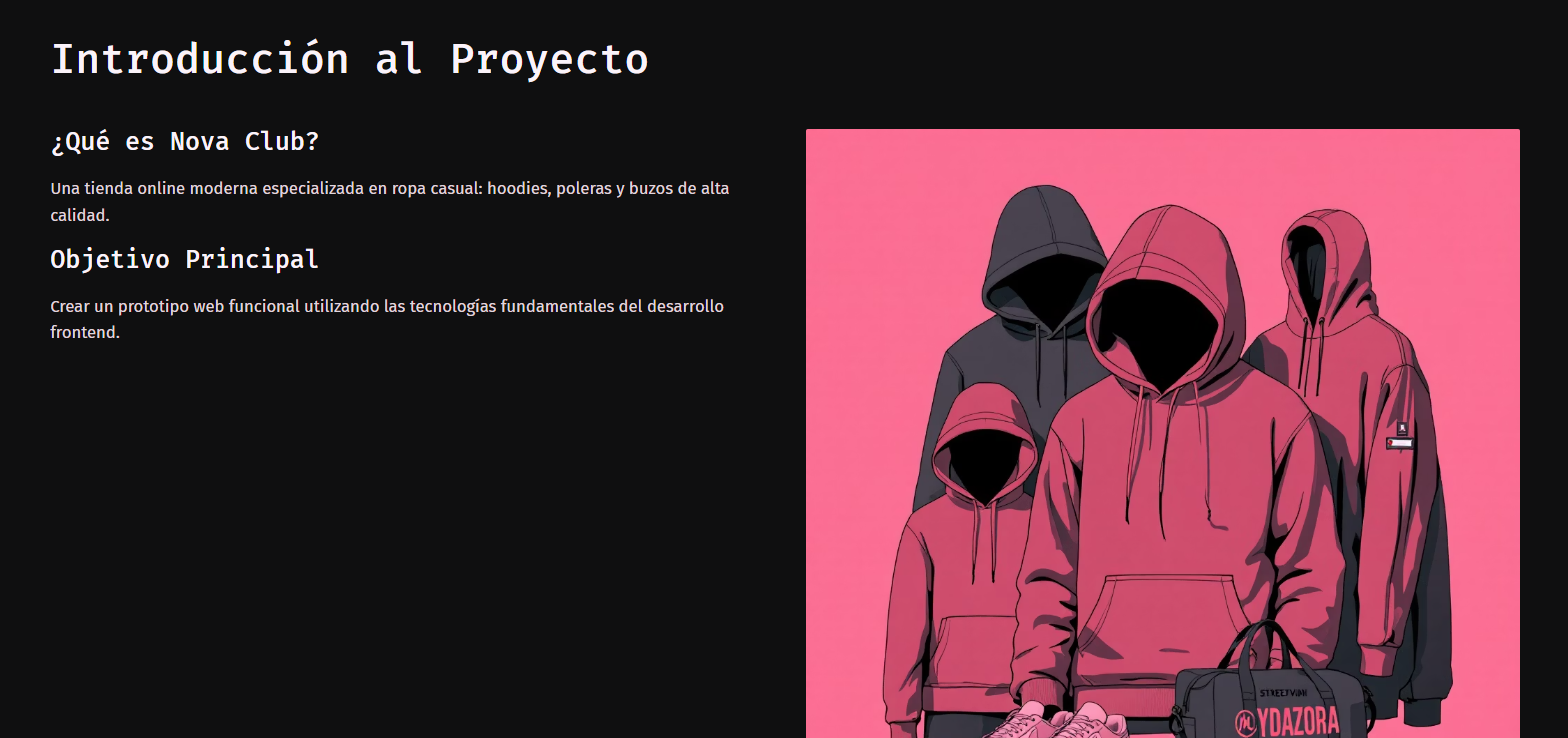 Introducción al Proyecto
¿Qué es Nova Club?
Una tienda online moderna especializada en ropa casual: hoodies, poleras y buzos de alta
calidad.
Objetivo Principal
Crear un prototipo web funcional utilizando las tecnologías fundamentales del desarrollo
frontend.
YDAZORA